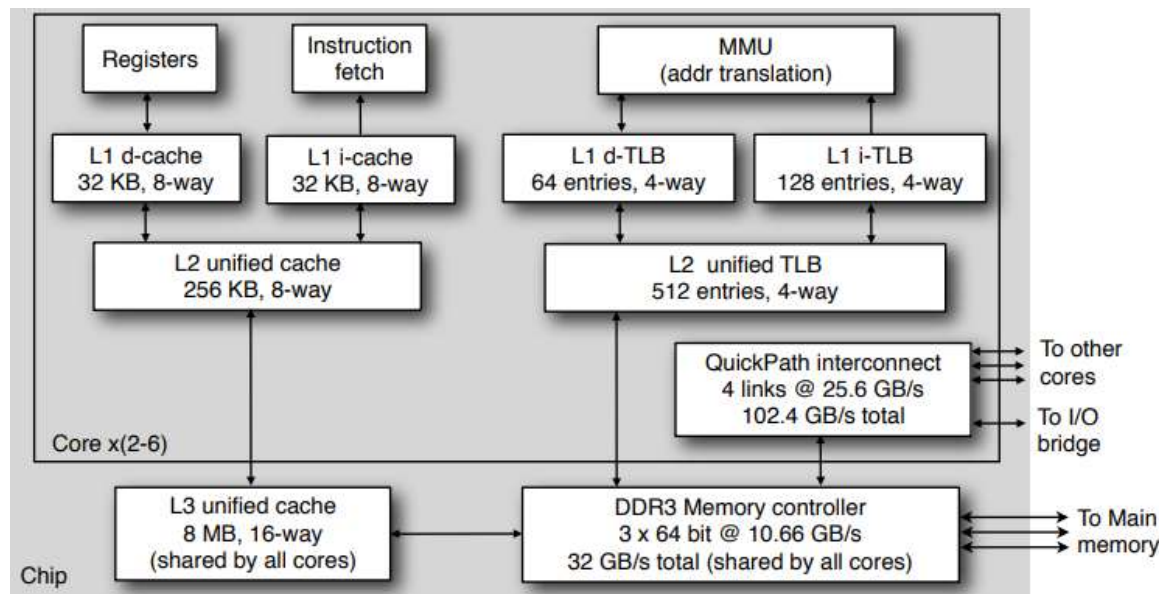 Registers
Instruction
fetch
MMU
(addr translation)
L1 d-cache
32 KB, 8-way
L1 i-cache
32 KB, 8-way
L1 d-TLB
64 entries, 4-way
L1 i-TLB
128 entries, 4-way
L2 unified cache
256 KB, 8-way
L2  unified TLB
512 entries, 4-way
QuickPath interconnect
4 links @ 25.6 GB/s
102.4 GB/s total
To other
cores
To I/O
bridge
Core x(2-6)
L3 unified cache
8 MB, 16-way
(shared by all cores)
DDR3 Memory controller
3 x 64 bit @ 10.66 GB/s
32 GB/s total (shared by all cores)
To Main
memory
Chip